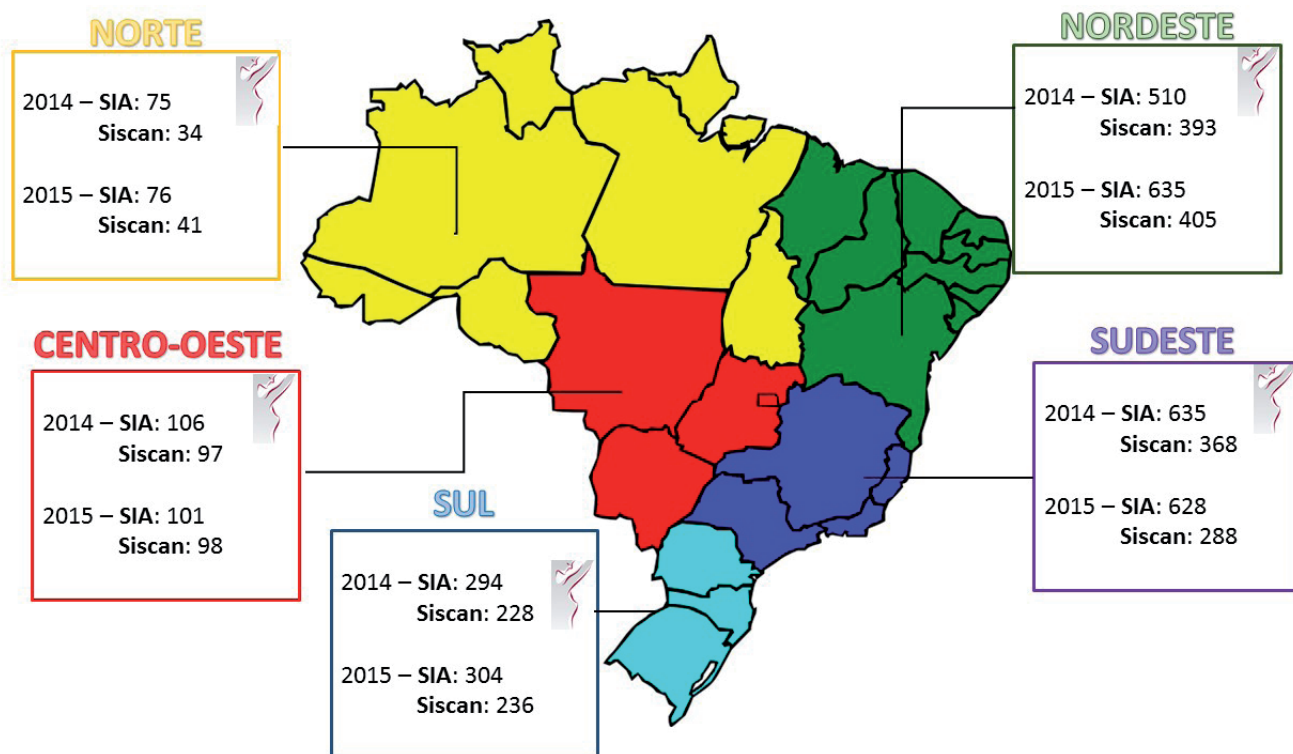 NORTE
2014 – SIA: 75
Siscan: 34
2015 – SIA: 76
Siscan: 41
NORDESTE
2014 – SIA: 510
Siscan: 393
2015 – SIA: 635
Siscan: 405
CENTRO-OESTE
2014 – SIA: 106
Siscan: 97
2015 – SIA: 101
Siscan: 98
SUDESTE
2014 – SIA: 635
Siscan: 368
2015 – SIA: 628
Siscan: 288
SUL
2014 – SIA: 294
Siscan: 228
2015 – SIA: 304
Siscan: 236